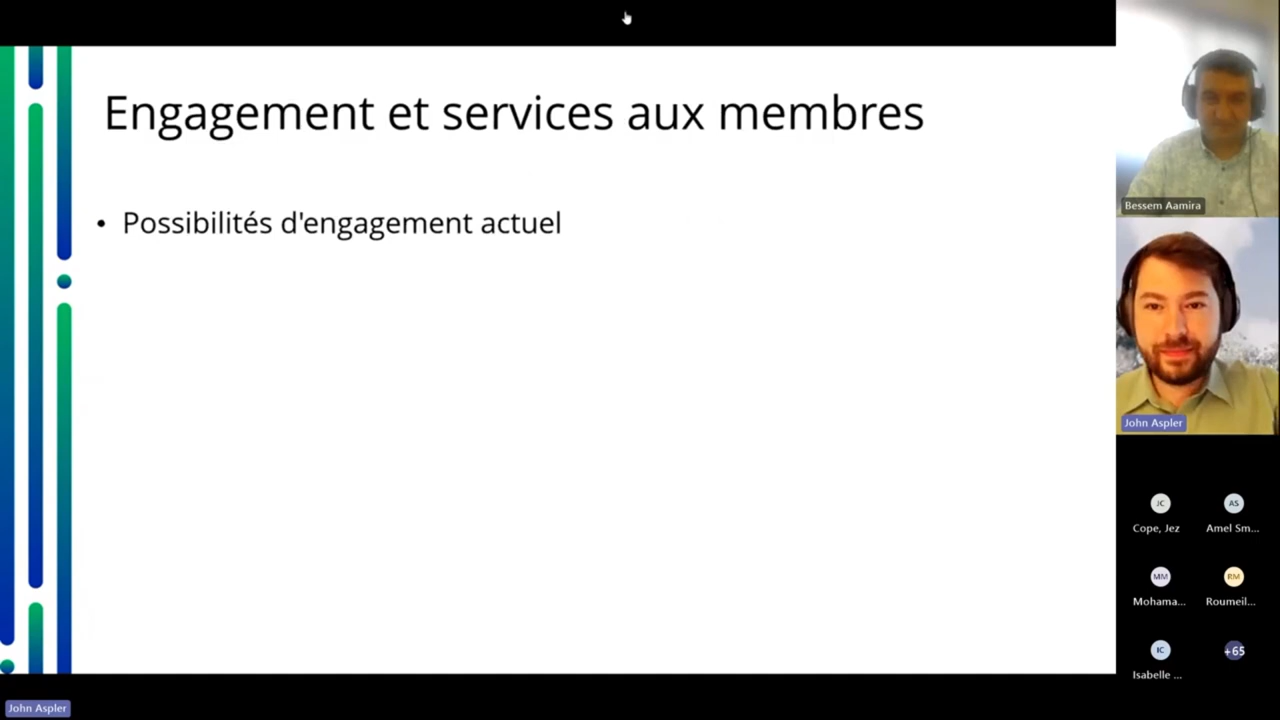 Engagement et services aux membres
• Possibilités d'engagement actuel
Bessem Aamira
John Aspler
JC
AS
Cope, Jez
Amel Sm...
MM
RM
Mohama...
Roumeil...
IC
+65
Isabelle ...
John Aspler